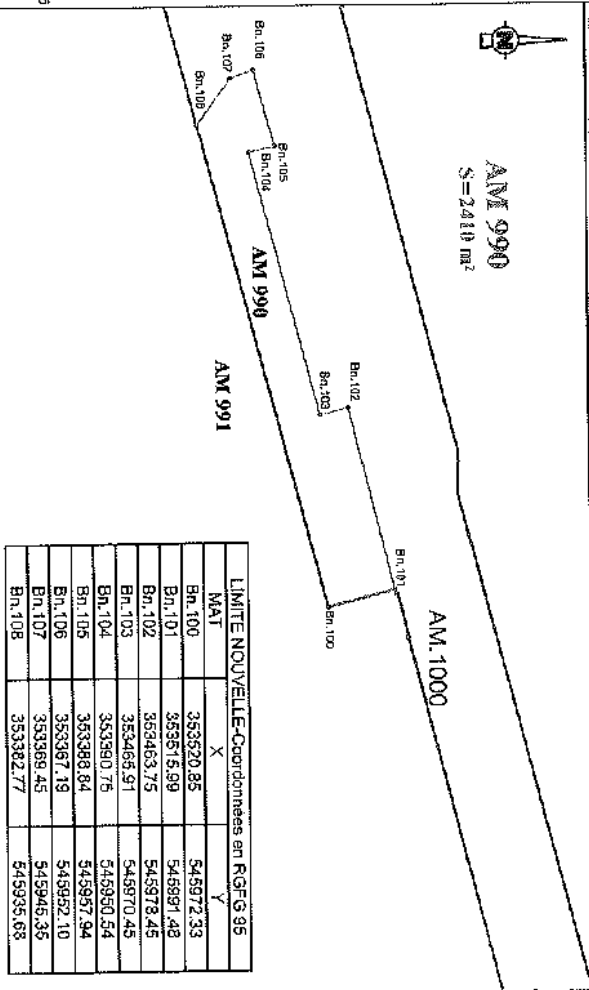 N
AM 990
S=2410 m²
Bn.106
Bn.107
Bn.108
Bn.105
Bn.104
AM 990
AM 991
Bn.102
Bn.103
Bn.101
Bn.100
AM. 1000
LIMITE NOUVELLE-Coordonnées en RGFG 95
MAT X Y
Bn.100 353520.85 545972.33
Bn.101 353515.99 545991.48
Bn.102 353463.75 545978.45
Bn.103 353465.91 545970.45
Bn.104 353390.75 545950.54
Bn.105 353388.84 545957.94
Bn.106 353367.19 545952.10
Bn.107 353369.45 545945.35
Bn.108 353382.77 545935.68